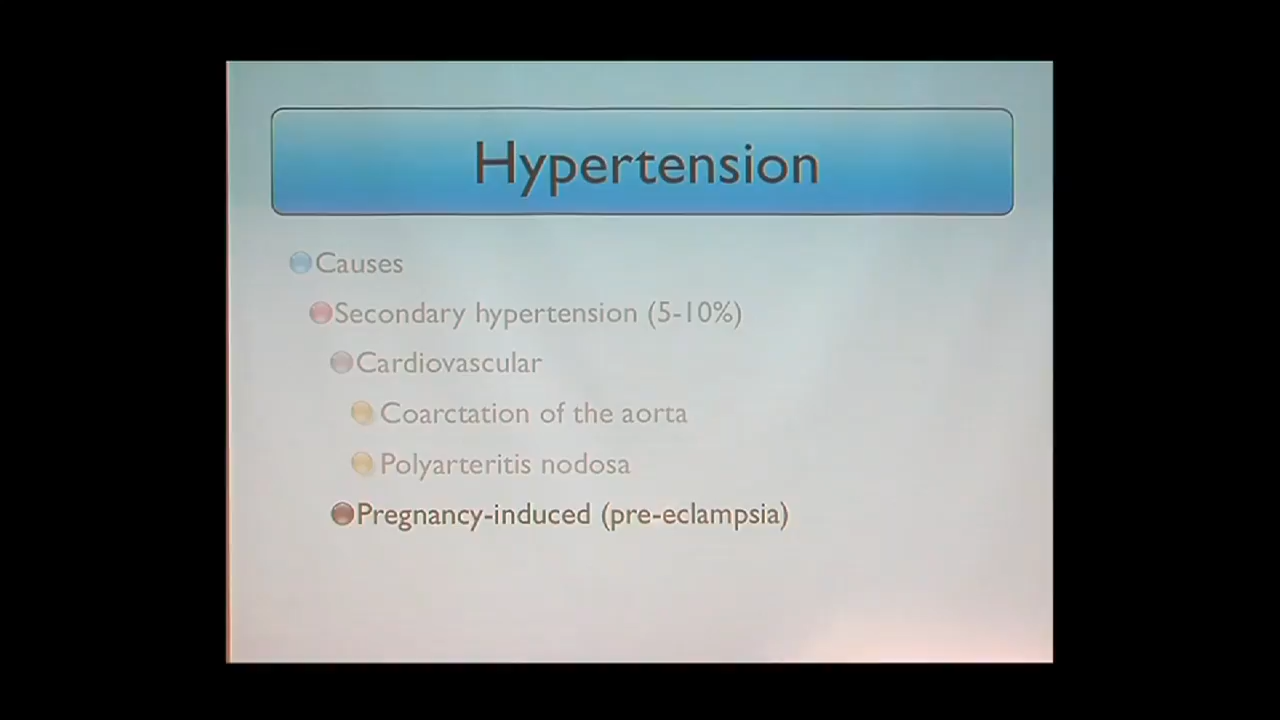 Hypertension
Causes
Secondary hypertension (5-10%)
Cardiovascular
Coarctation of the aorta
Polyarteritis nodosa
Pregnancy-induced (pre-eclampsia)